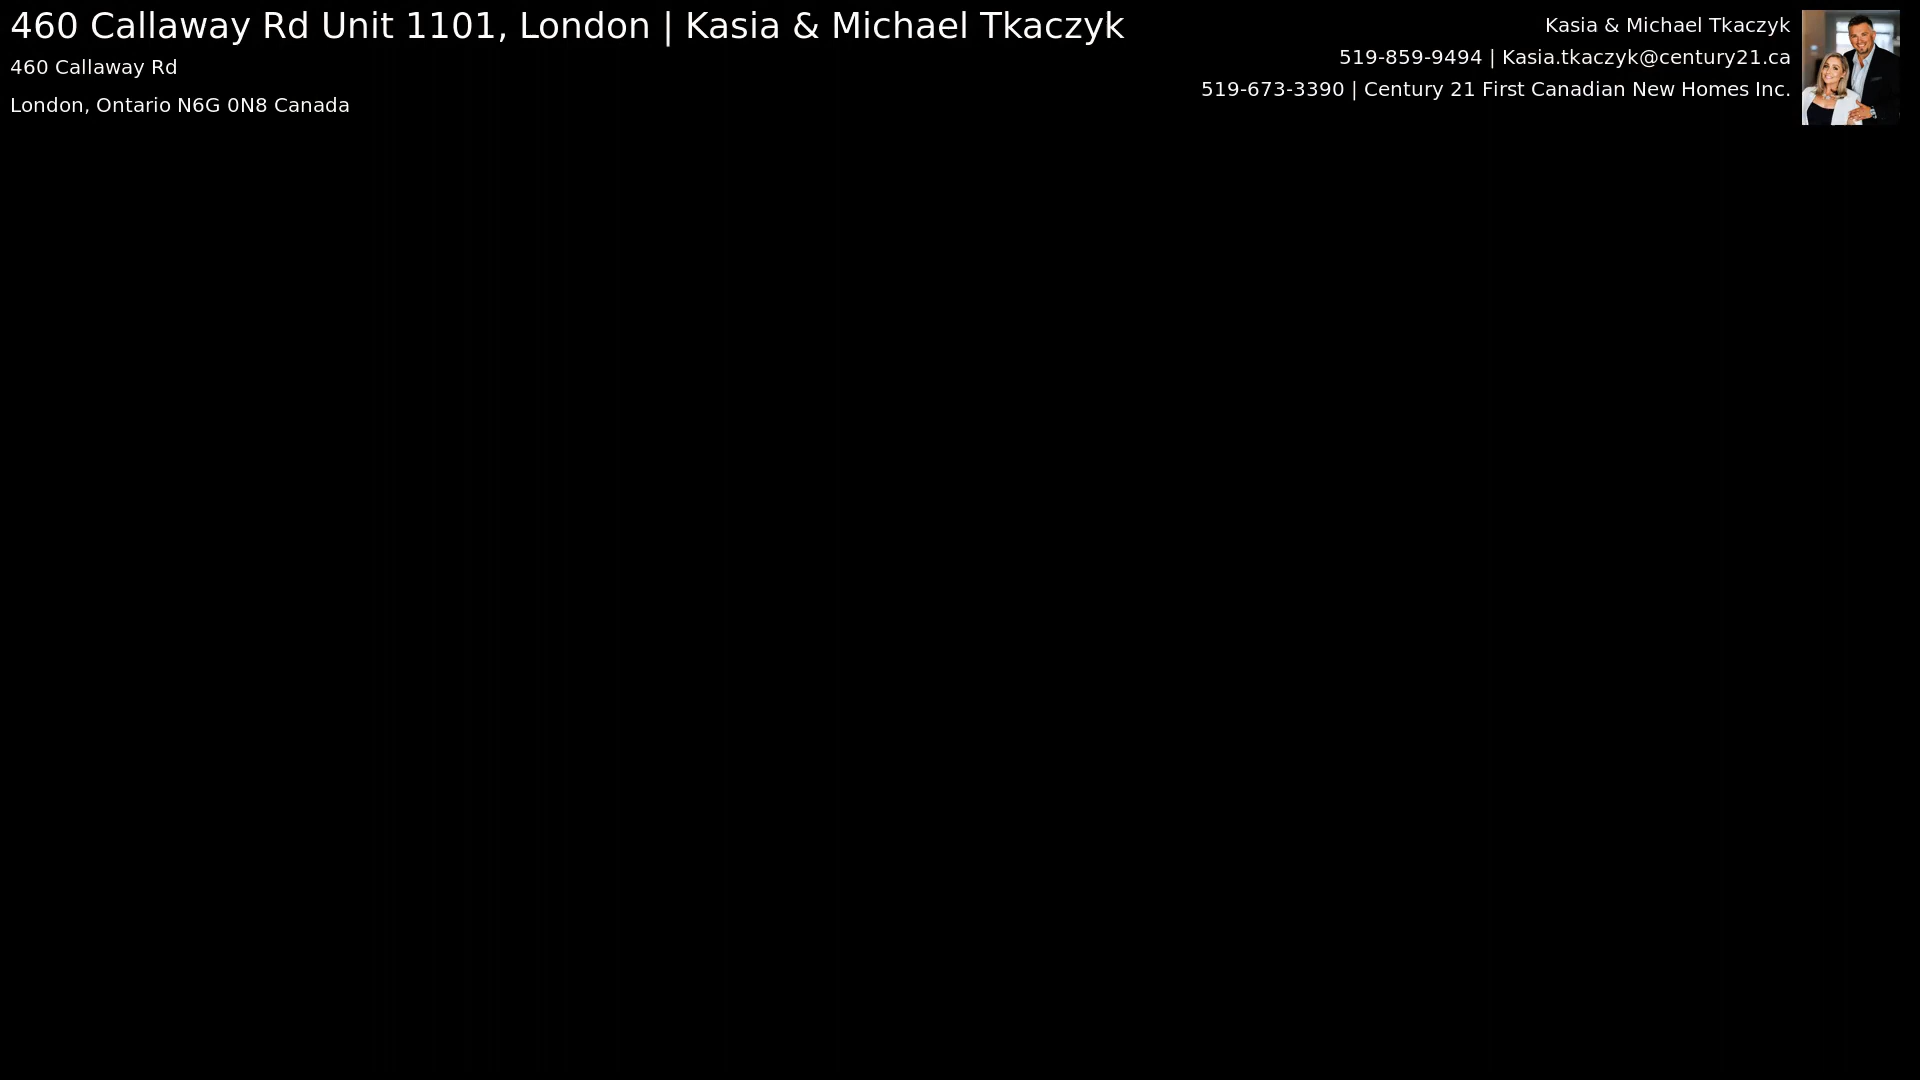 460 Callaway Rd Unit 1101, London | Kasia & Michael Tkaczyk
460 Callaway Rd
London, Ontario N6G 0N8 Canada
Kasia & Michael Tkaczyk
519-859-9494 | Kasia.tkaczyk@century21.ca
519-673-3390 | Century 21 First Canadian New Homes Inc.